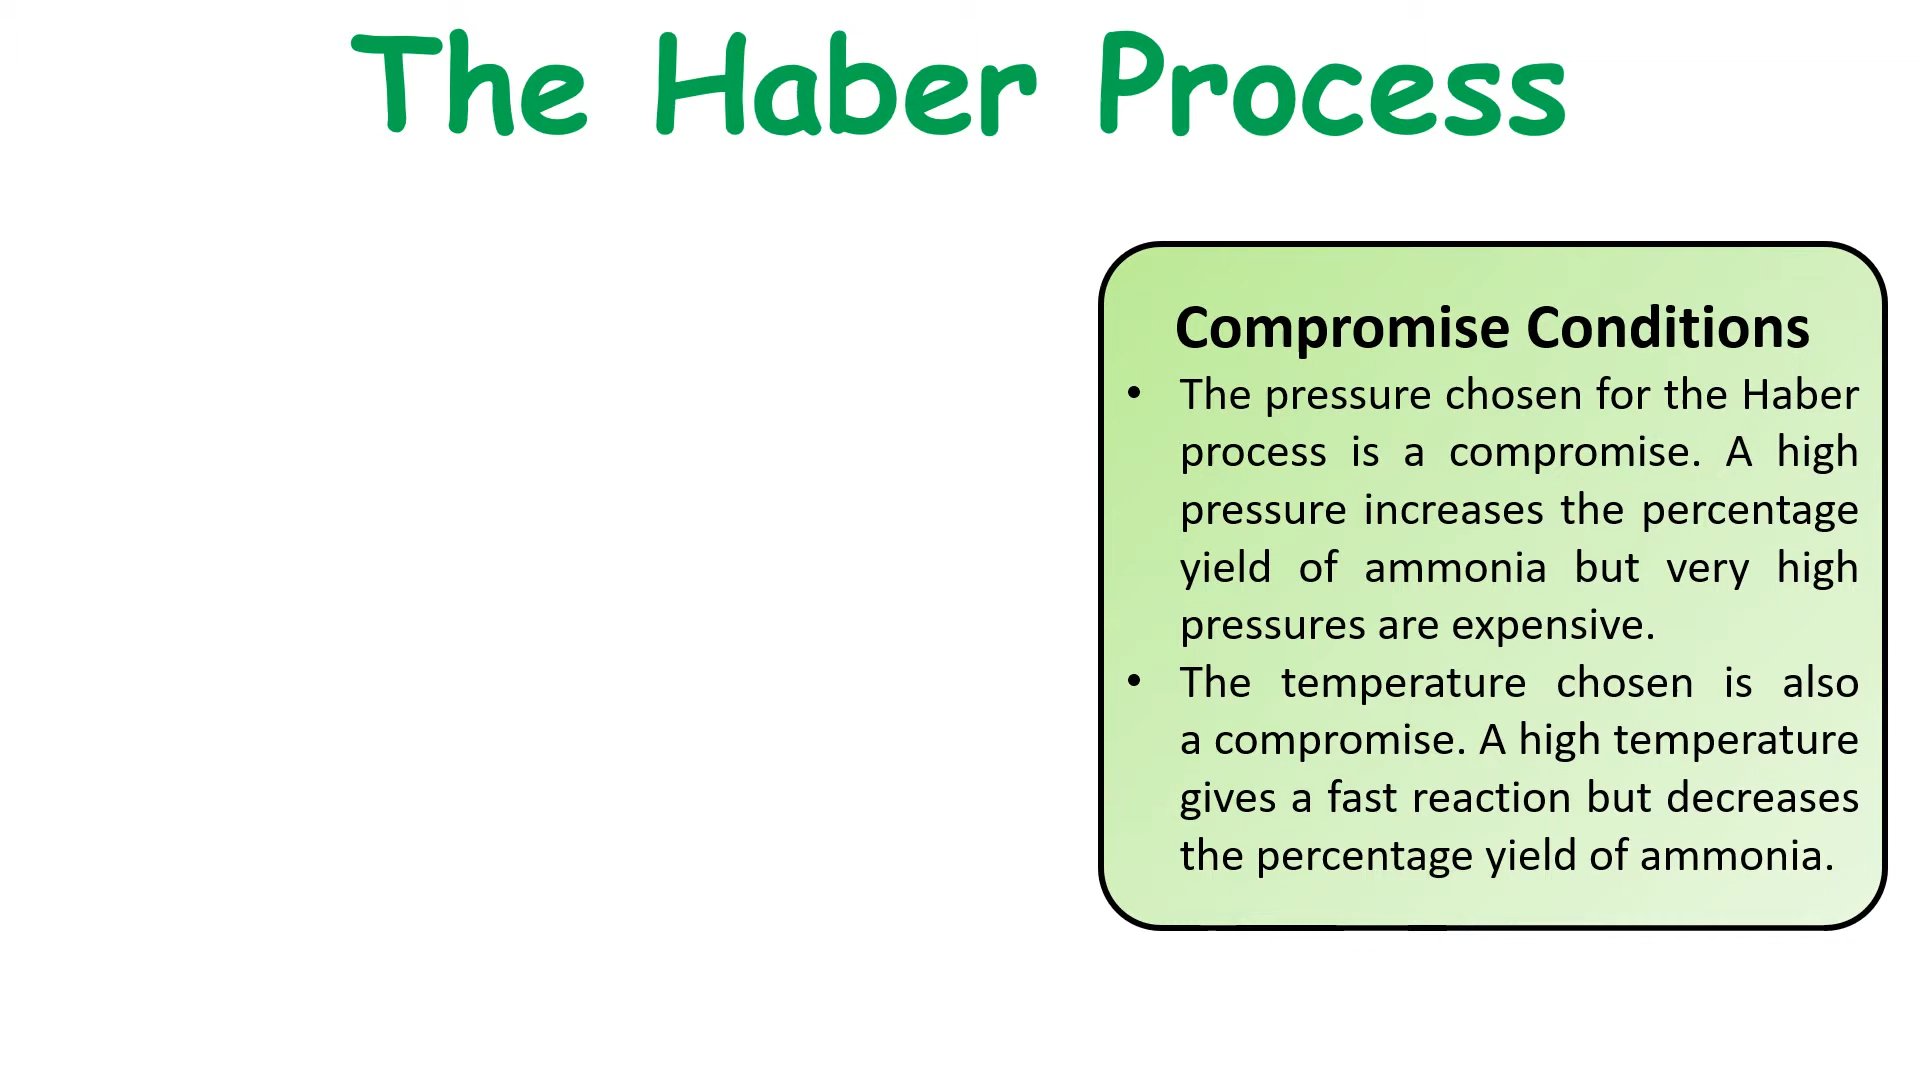 The Haber Process
Compromise Conditions
• The pressure chosen for the Haber
process is a compromise. A high
pressure increases the percentage
yield of ammonia but very high
pressures are expensive.
• The temperature chosen is also
a compromise. A high temperature
gives a fast reaction but decreases
the percentage yield of ammonia.